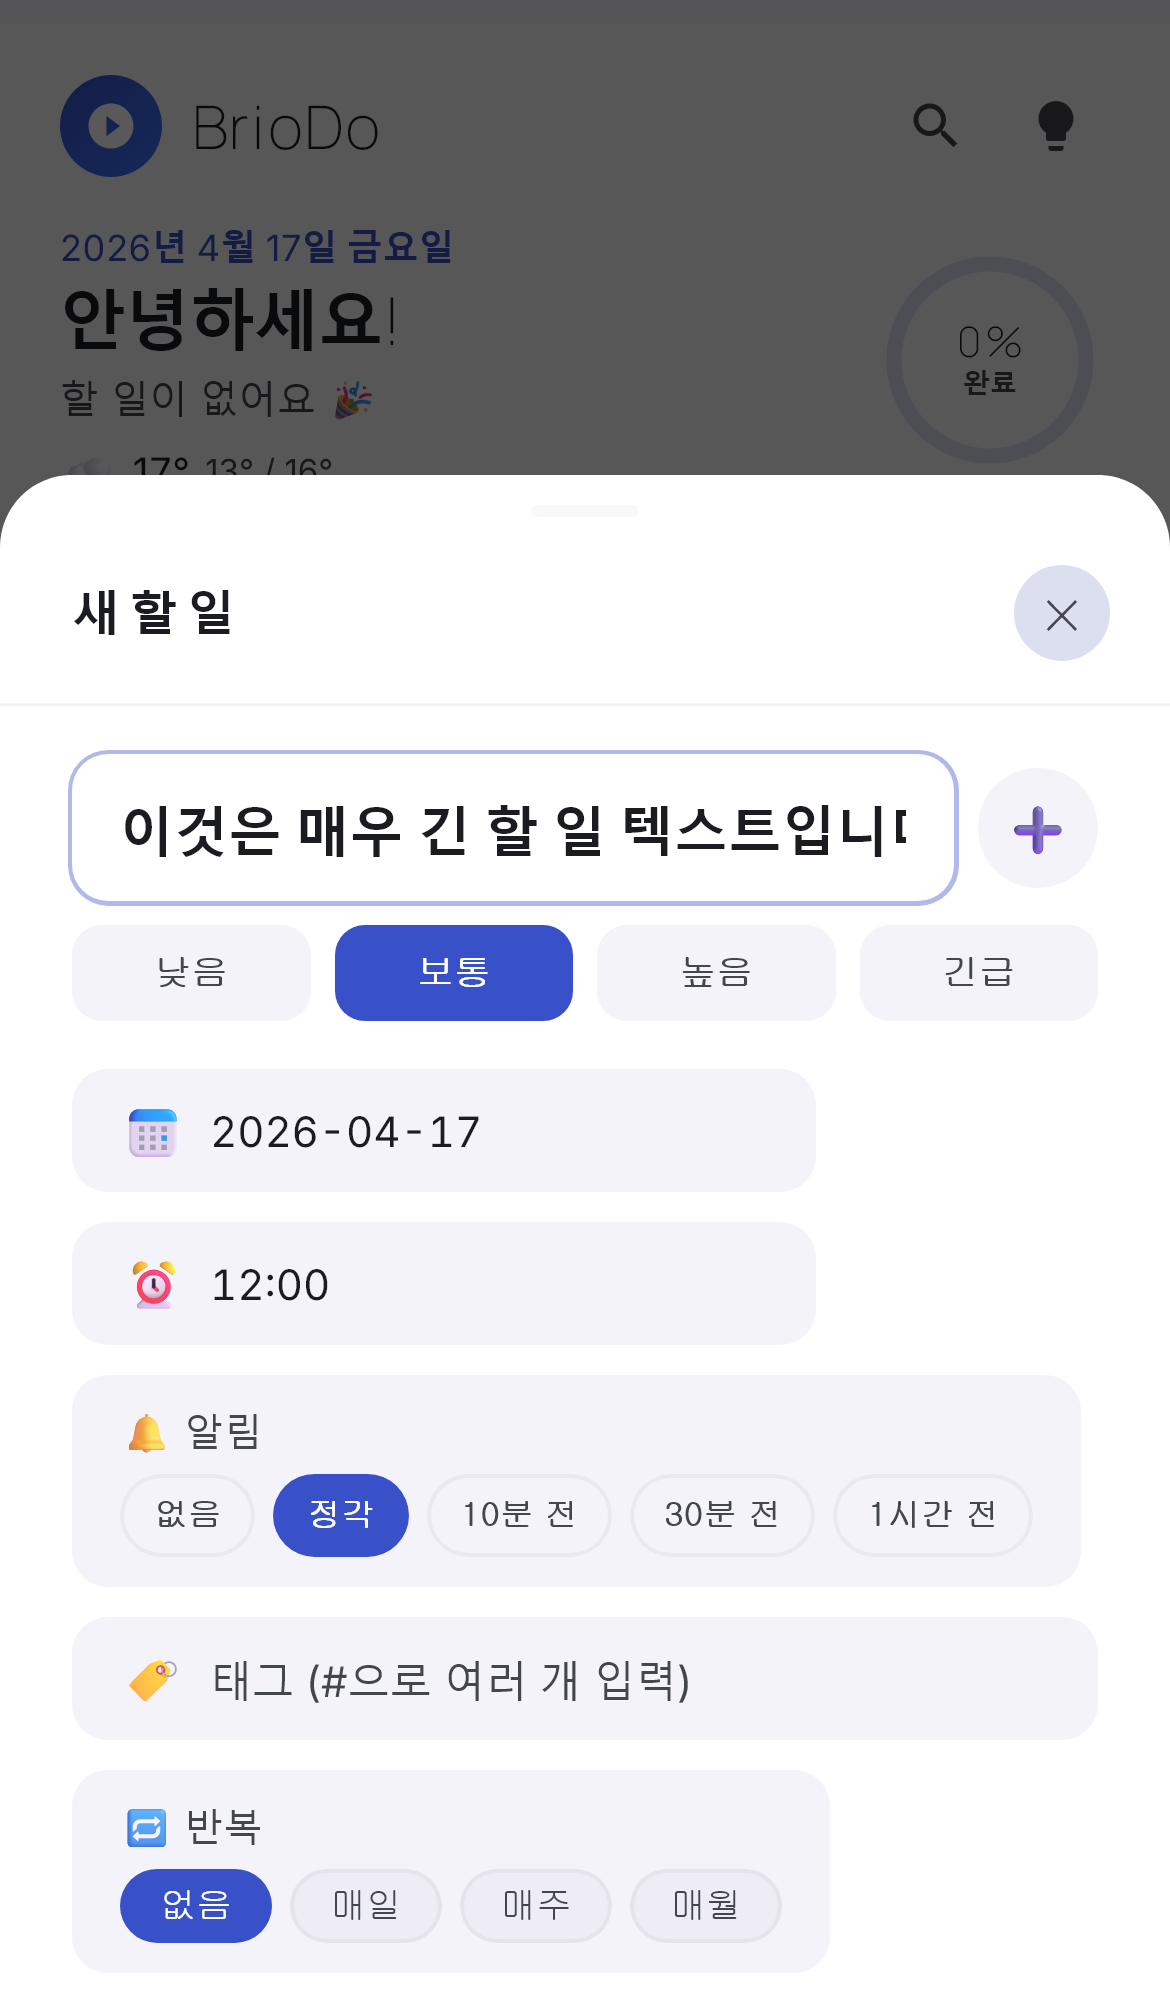 BrioDo
2026년 4월 17일 금요일
안녕하세요!
할 일이 없어요 🎉
0%
완료
17° 13° / 16°
새 할 일
이것은 매우 긴 할 일 텍스트입니
낮음 보통 높음 긴급
2026-04-17
12:00
알림
없음 정각 10분 전 30분 전 1시간 전
태그 (#으로 여러 개 입력)
반복
없음 매일 매주 매월